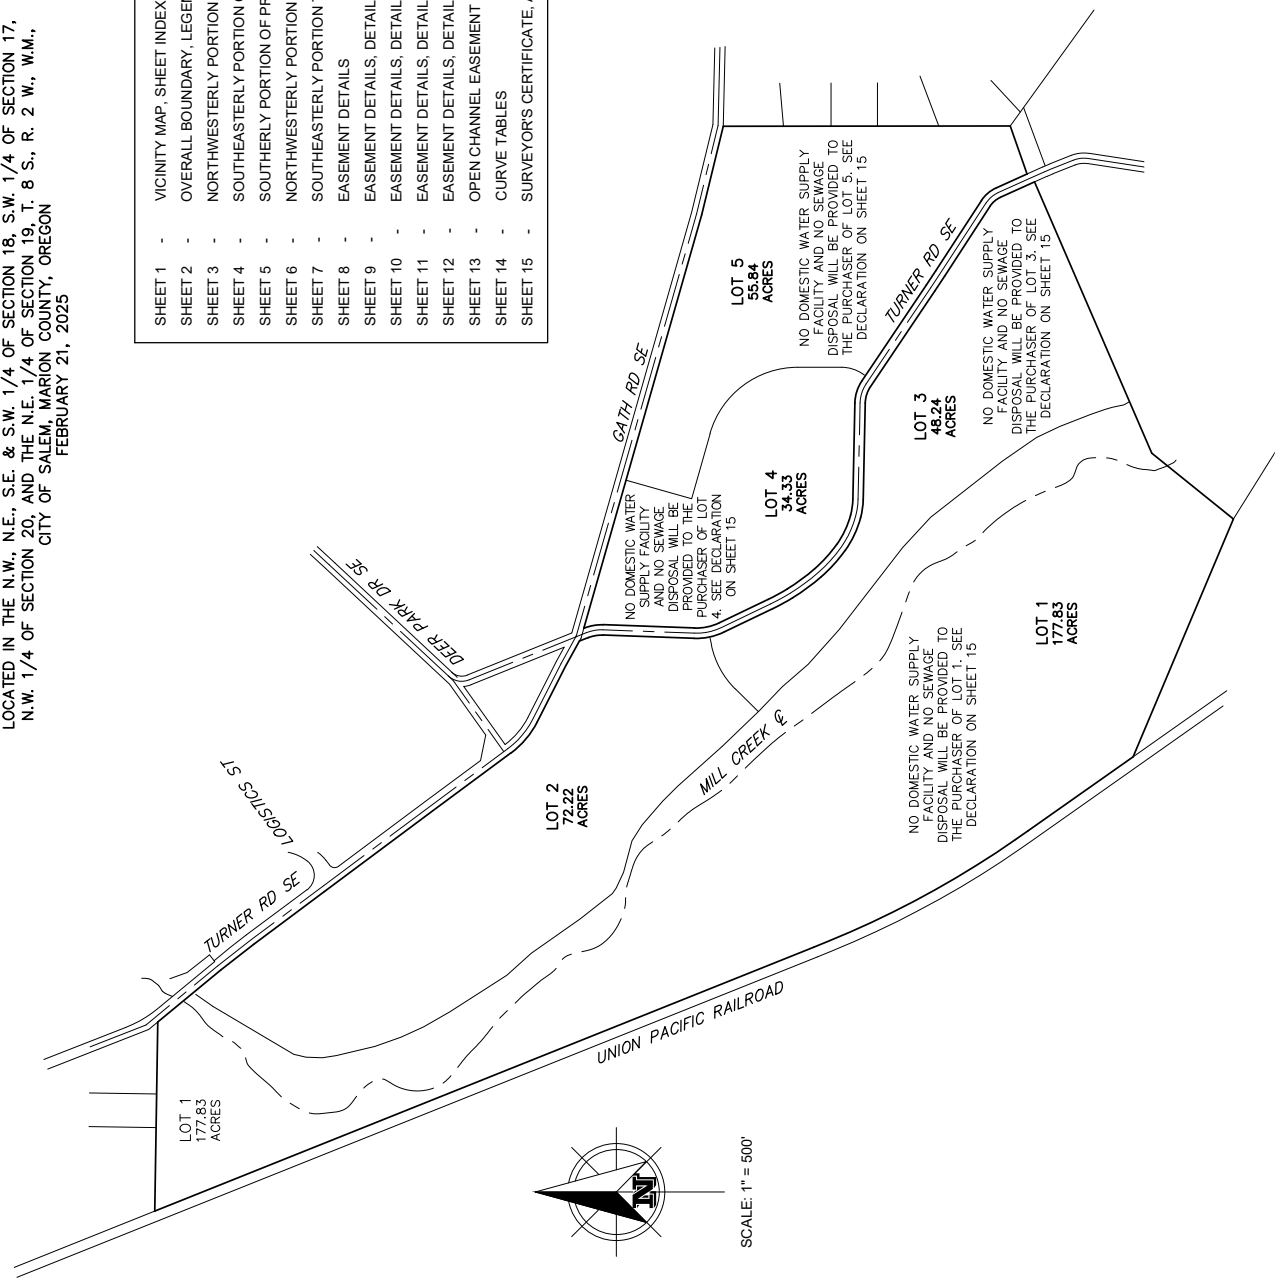 LOCATED IN THE N.W., N.E., S.E. & S.W. 1/4 OF SECTION 18, S.W. 1/4 OF SECTION 17,
N.W. 1/4 OF SECTION 20, AND THE N.E. 1/4 OF SECTION 19, T. 8 S., R. 2 W., W.M.,
CITY OF SALEM, MARION COUNTY, OREGON
FEBRUARY 21, 2025
SHEET 1 - VICINITY MAP, SHEET INDEX
SHEET 2 - OVERALL BOUNDARY, LEGE
SHEET 3 - NORTHWESTERLY PORTION
SHEET 4 - SOUTHEASTERLY PORTION
SHEET 5 - SOUTHERLY PORTION OF PR
SHEET 6 - NORTHWESTERLY PORTION
SHEET 7 - SOUTHEASTERLY PORTION
SHEET 8 - EASEMENT DETAILS
SHEET 9 - EASEMENT DETAILS, DETAIL
SHEET 10 - EASEMENT DETAILS, DETAIL
SHEET 11 - EASEMENT DETAILS, DETAIL
SHEET 12 - EASEMENT DETAILS, DETAIL
SHEET 13 - OPEN CHANNEL EASEMENT
SHEET 14 - CURVE TABLES
SHEET 15 - SURVEYOR'S CERTIFICATE,
LOGISTICS ST
DEER PARK DR SE
TURNER RD SE
GATH RD SE
LOT 5
55.84
ACRES
NO DOMESTIC WATER SUPPLY
FACILITY AND NO SEWAGE
DISPOSAL WILL BE PROVIDED TO
THE PURCHASER OF LOT 5. SEE
DECLARATION ON SHEET 15
TURNER RD SE
NO DOMESTIC WATER
SUPPLY FACILITY
AND NO SEWAGE
DISPOSAL WILL BE
PROVIDED TO THE
PURCHASER OF LOT
4. SEE DECLARATION
ON SHEET 15
LOT 4
34.33
ACRES
LOT 3
48.24
ACRES
NO DOMESTIC WATER SUPPLY
FACILITY AND NO SEWAGE
DISPOSAL WILL BE PROVIDED TO
THE PURCHASER OF LOT 3. SEE
DECLARATION ON SHEET 15
LOT 2
72.22
ACRES
MILL CREEK ℄
LOT 1
177.83
ACRES
NO DOMESTIC WATER SUPPLY
FACILITY AND NO SEWAGE
DISPOSAL WILL BE PROVIDED TO
THE PURCHASER OF LOT 1. SEE
DECLARATION ON SHEET 15
LOT 1
177.83
ACRES
UNION PACIFIC RAILROAD
N
SCALE: 1" = 500'